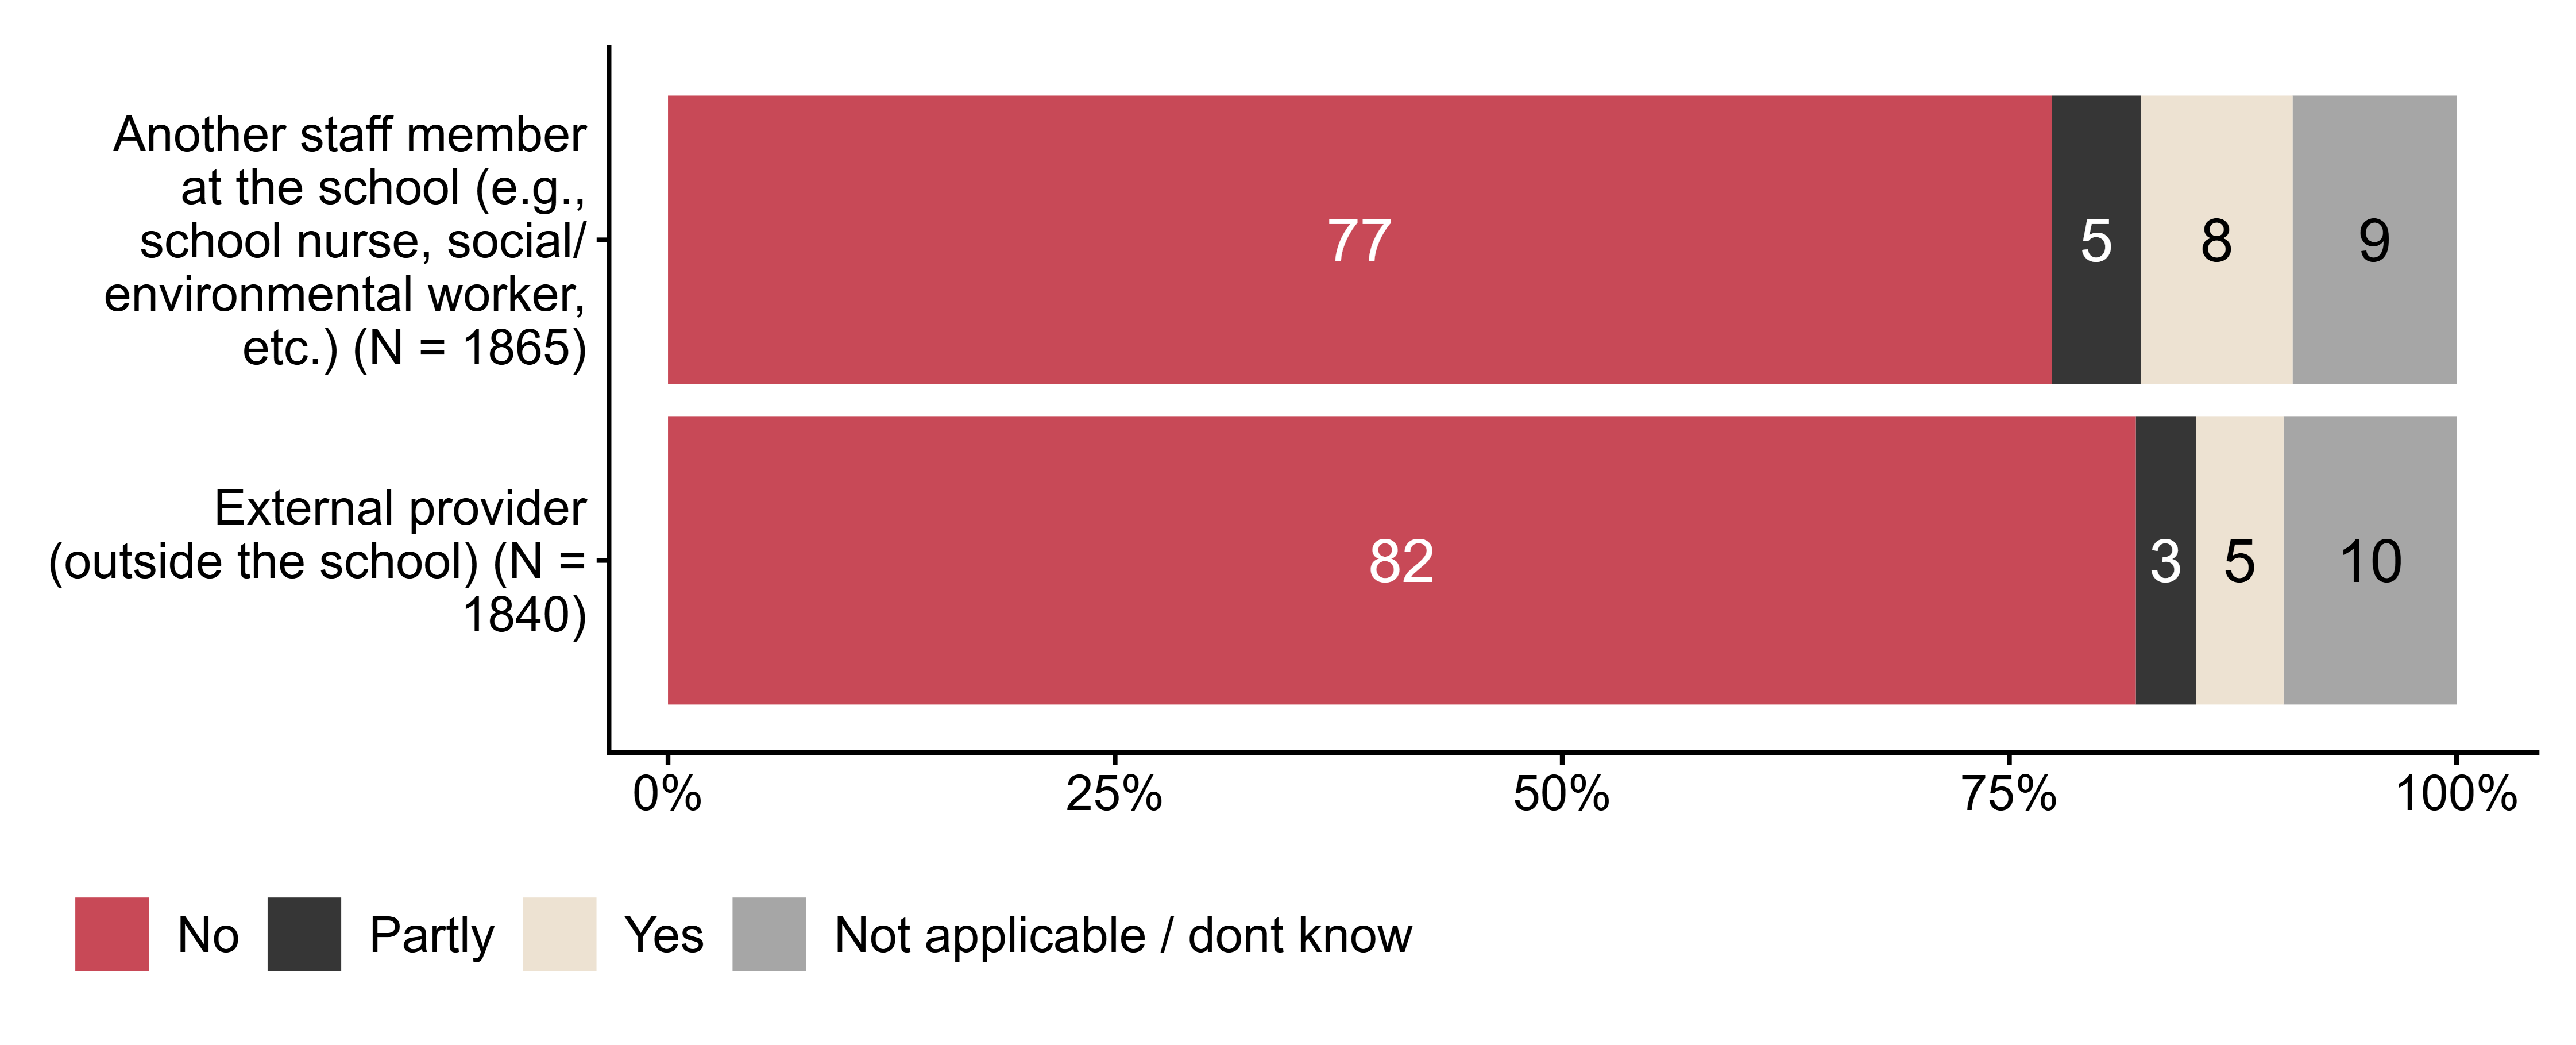 Another staff member
at the school (e.g.,
school nurse, social/
environmental worker,
etc.) (N = 1865)
77 5 8 9
External provider
(outside the school) (N =
1840)
82 3 5 10
0% 25% 50% 75% 100%
No Partly Yes Not applicable / dont know